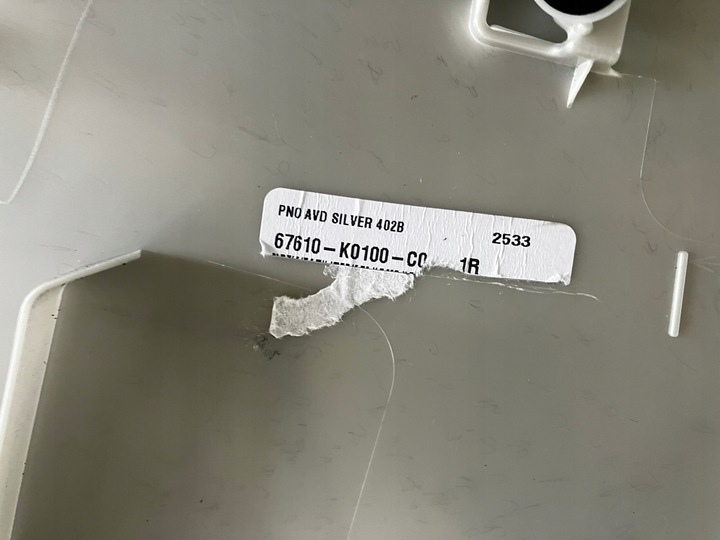 PNO AVD SILVER 402B
2533
67610-K0100-C0
1R